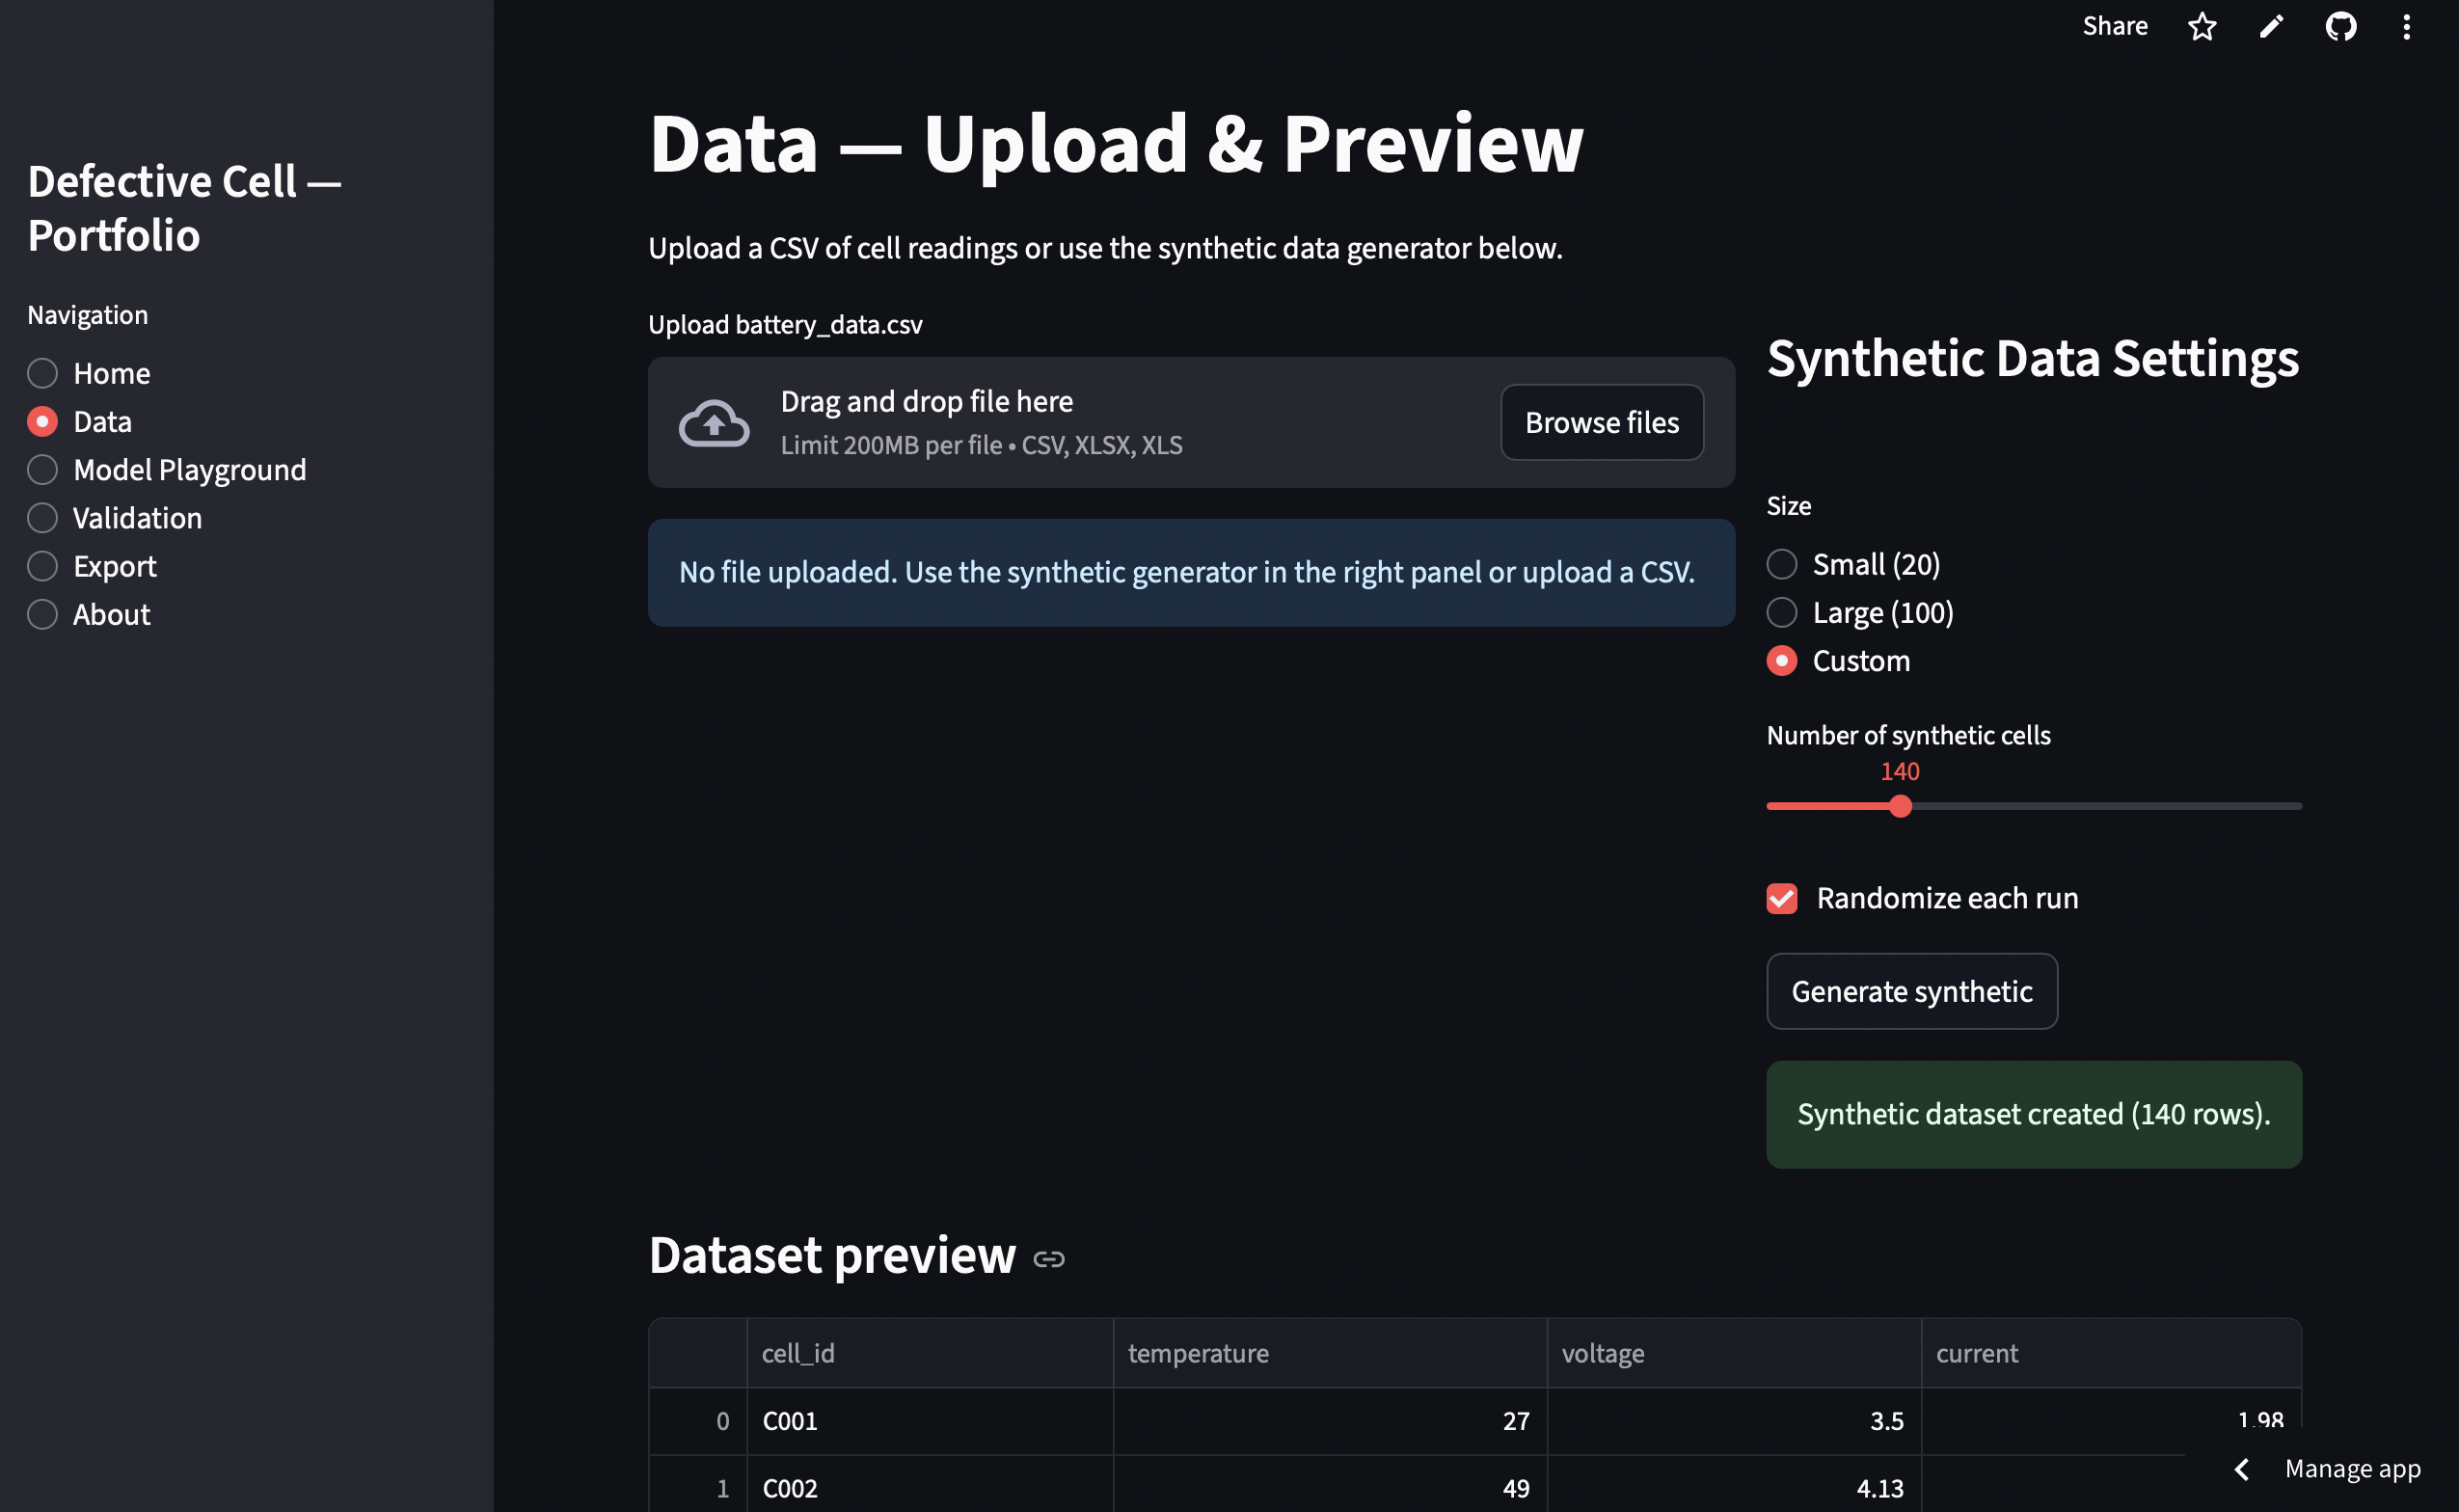 Share
Defective Cell —
Portfolio
Navigation
Home
Data
Model Playground
Validation
Export
About
Data — Upload & Preview
Upload a CSV of cell readings or use the synthetic data generator below.
Upload battery_data.csv
Drag and drop file here
Limit 200MB per file • CSV, XLSX, XLS
Browse files
No file uploaded. Use the synthetic generator in the right panel or upload a CSV.
Synthetic Data Settings
Size
Small (20)
Large (100)
Custom
Number of synthetic cells
140
Randomize each run
Generate synthetic
Synthetic dataset created (140 rows).
Dataset preview
cell_id temperature voltage current
0 C001 27 3.5 1.98
1 C002 49 4.13
Manage app